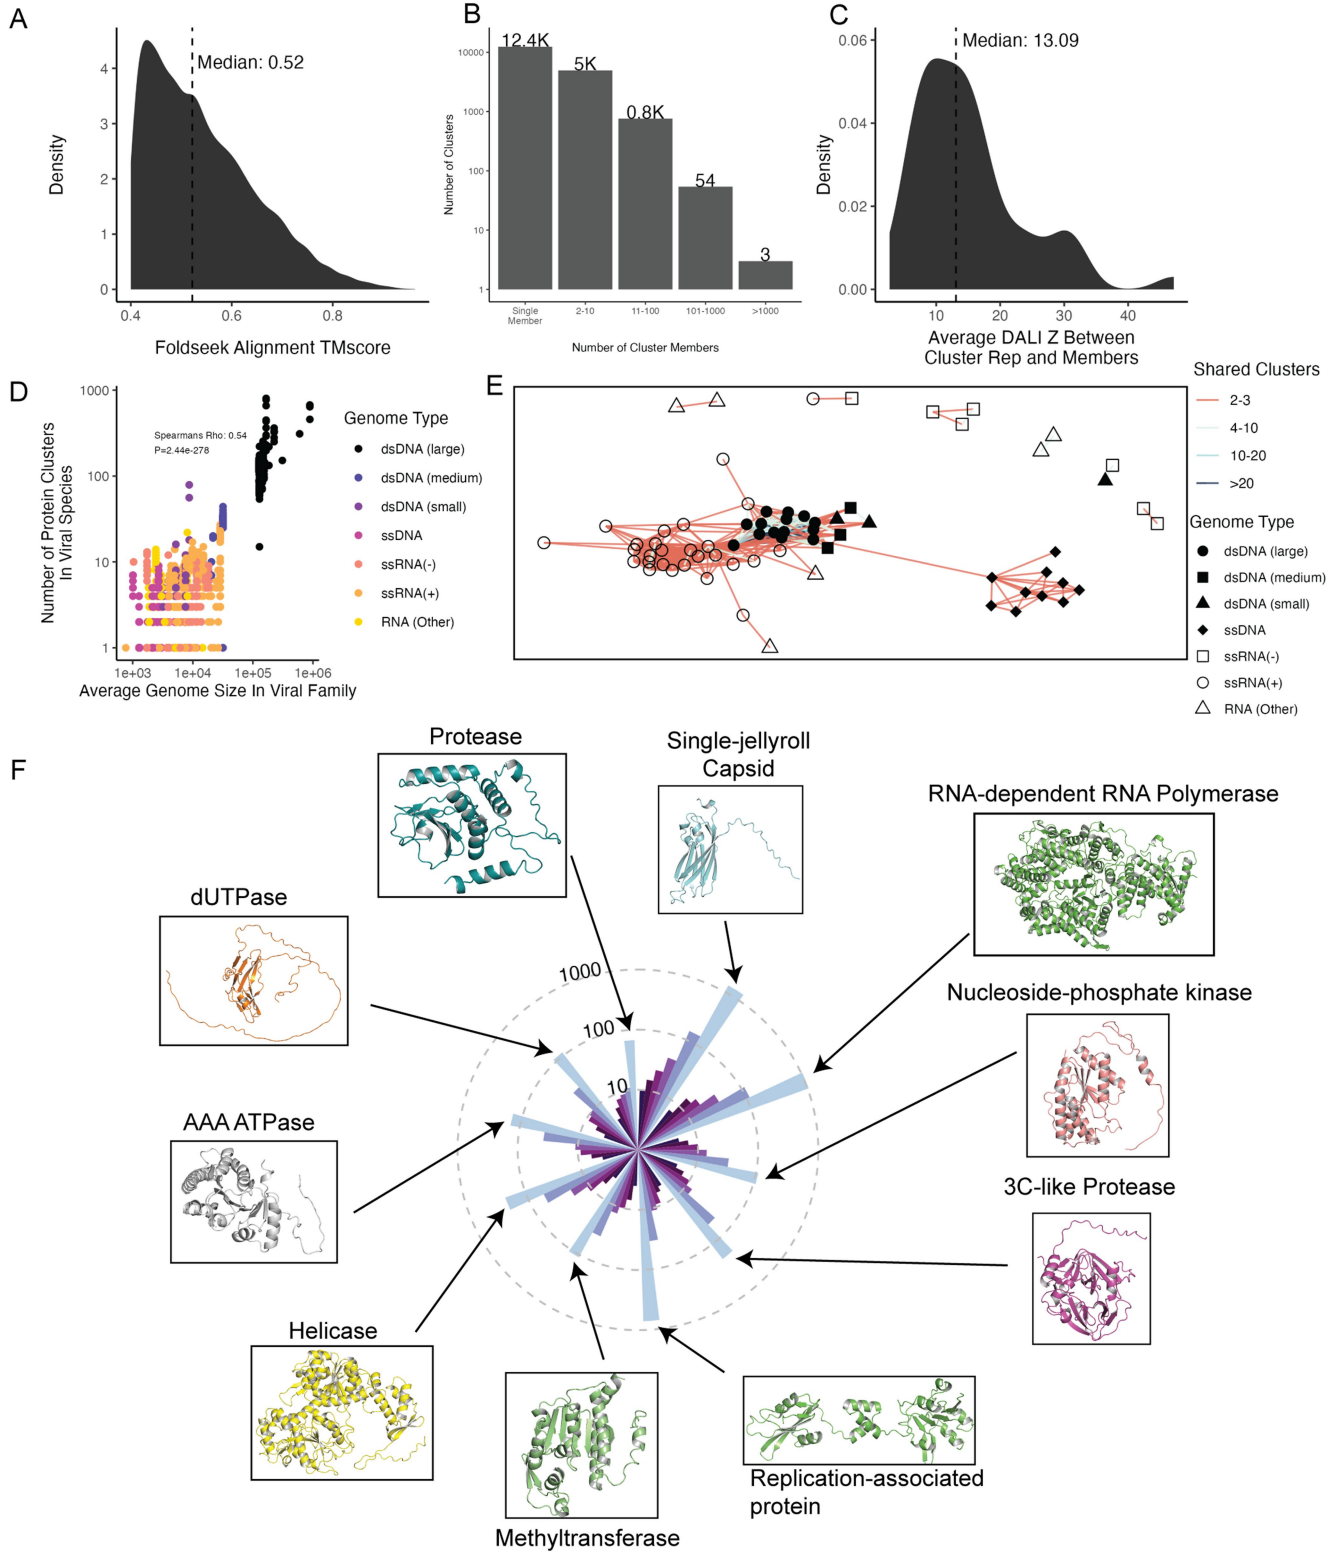 A
Median: 0.52
Density
4
3
2
1
0
0.4
0.6
0.8
Foldseek Alignment TMscore
B
12.4K
5K
0.8K
54
3
Number of Clusters
10000
1000
100
10
1
Single
Member
2-10
11-100
101-1000
>1000
Number of Cluster Members
C
Median: 13.09
Density
0.06
0.04
0.02
0.00
10
20
30
40
Average DALI Z Between
Cluster Rep and Members
D
Number of Protein Clusters
In Viral Species
1000
100
10
1
Spearmans Rho: 0.54
P=2.44e-278
1e+03
1e+04
1e+05
1e+06
Average Genome Size In Viral Family
Genome Type
dsDNA (large)
dsDNA (medium)
dsDNA (small)
ssDNA
ssRNA(-)
ssRNA(+)
RNA (Other)
E
Shared Clusters
2-3
4-10
10-20
>20
Genome Type
dsDNA (large)
dsDNA (medium)
dsDNA (small)
ssDNA
ssRNA(-)
ssRNA(+)
RNA (Other)
F
Protease
Single-jellyroll
Capsid
RNA-dependent RNA Polymerase
dUTPase
Nucleoside-phosphate kinase
1000
100
10
AAA ATPase
3C-like Protease
Helicase
Methyltransferase
Replication-associated
protein